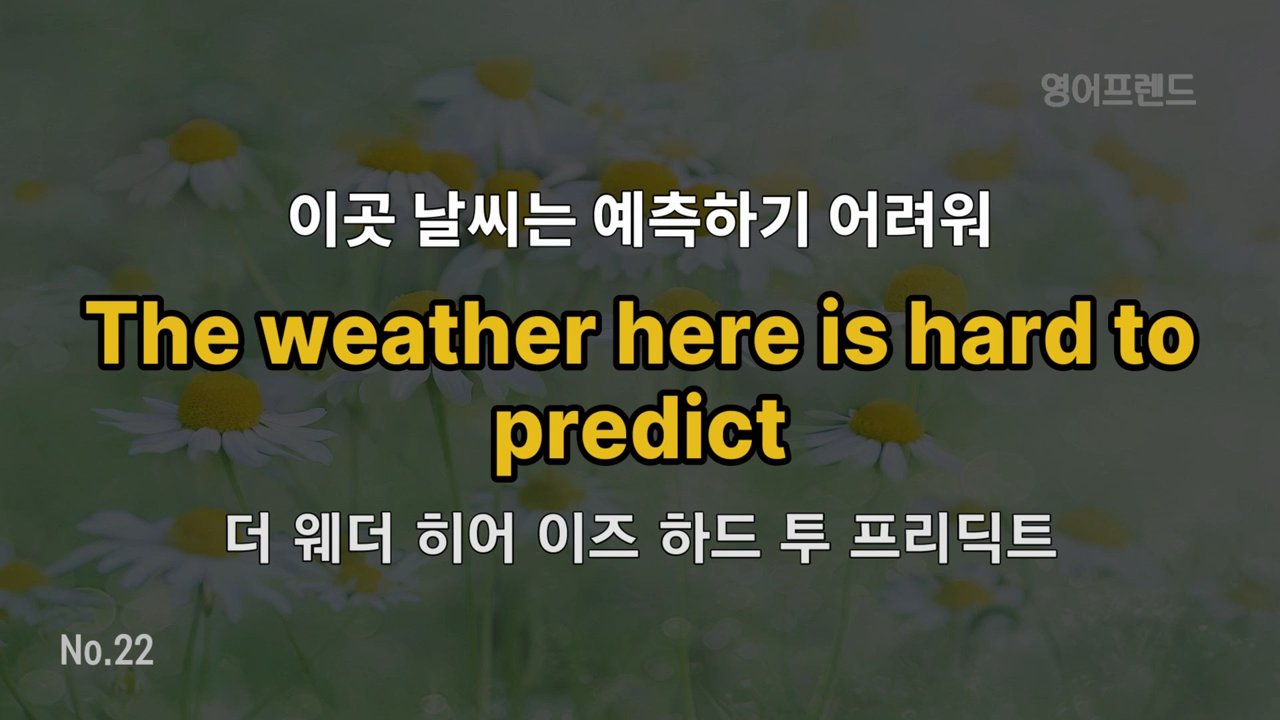 영어프렌드
이곳 날씨는 예측하기 어려워
The weather here is hard to
predict
더 웨더 히어 이즈 하드 투 프리딕트
No.22